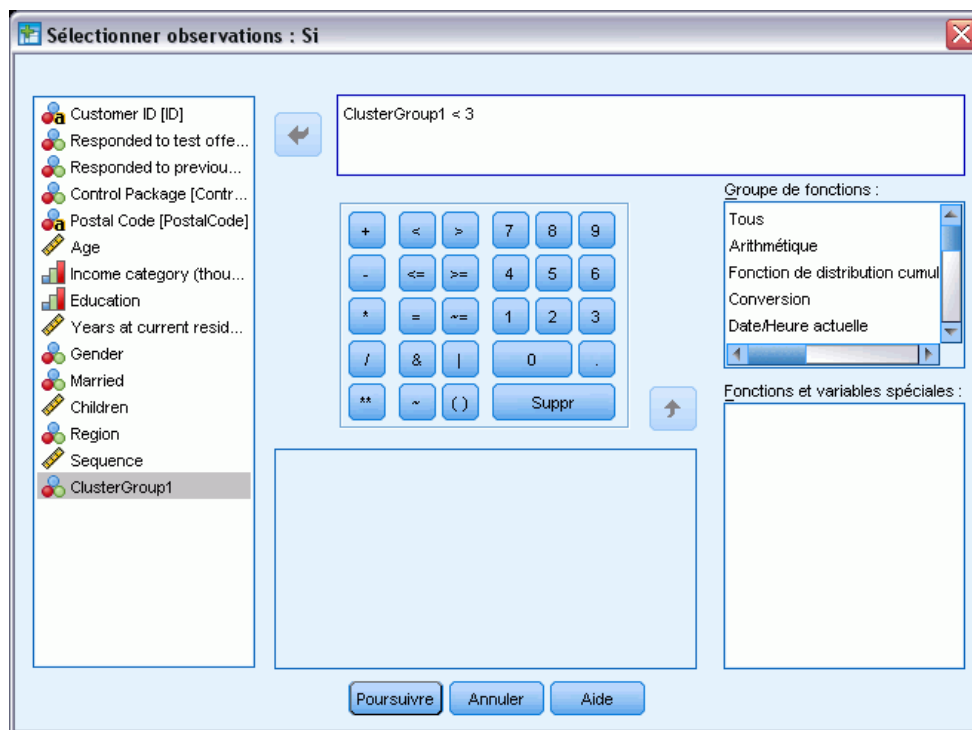 Sélectionner observations : Si
Customer ID [ID]
Responded to test offe...
Responded to previou...
Control Package [Contr...
Postal Code [PostalCode]
Age
Income category (thou...
Education
Years at current resid...
Gender
Married
Children
Region
Sequence
ClusterGroup1
ClusterGroup1 < 3
+ < > 7 8 9
- <= >= 4 5 6
* = ~= 1 2 3
/ & | 0 .
** ~ ( ) Suppr
Groupe de fonctions :
Tous
Arithmétique
Fonction de distribution cumul
Conversion
Date/Heure actuelle
Fonctions et variables spéciales :
Poursuivre Annuler Aide